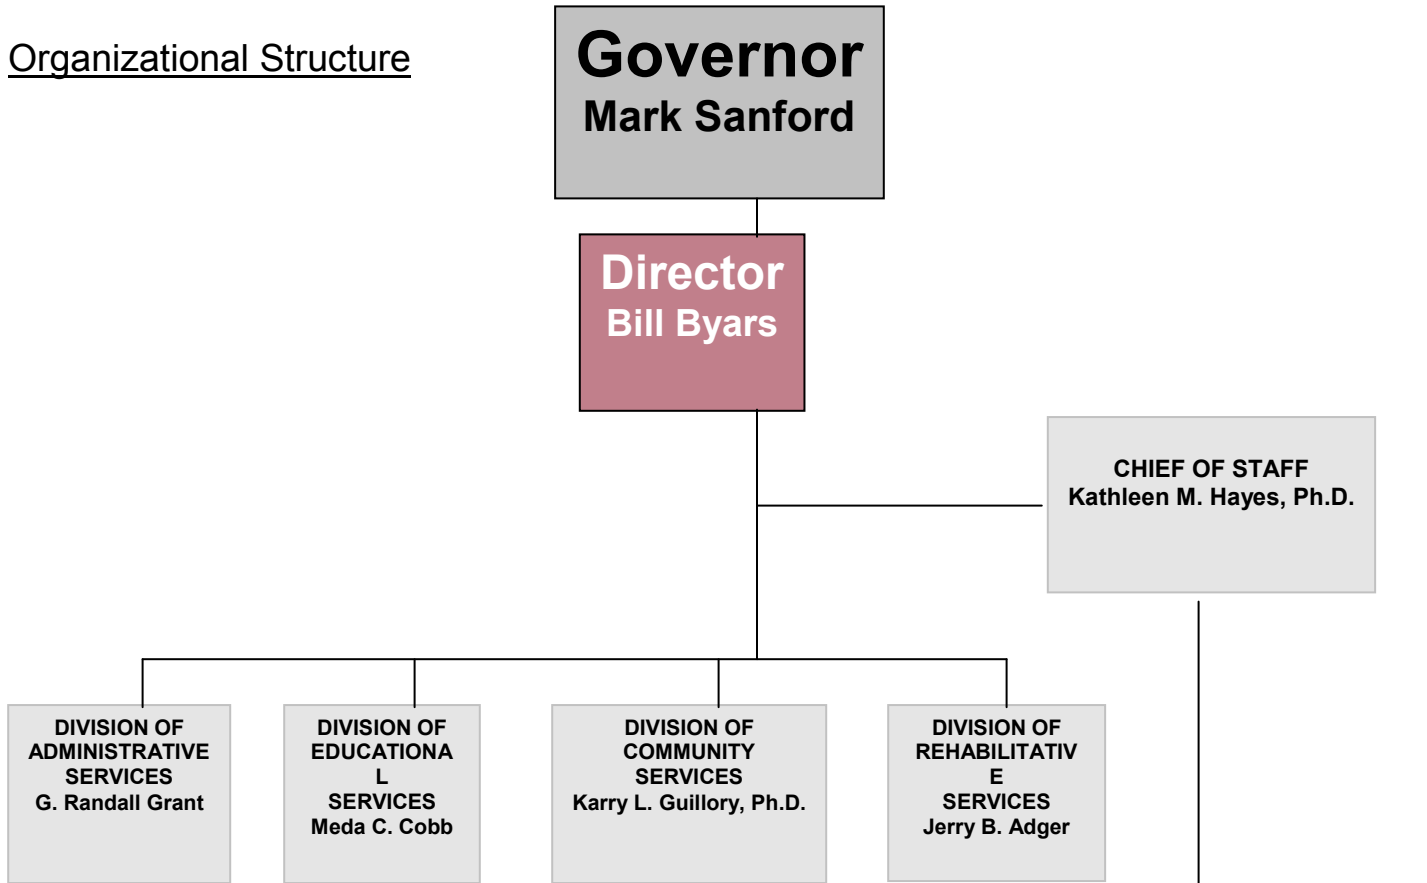 Organizational Structure
Governor
Mark Sanford
Director
Bill Byars
CHIEF OF STAFF
Kathleen M. Hayes, Ph.D.
DIVISION OF
ADMINISTRATIVE
SERVICES
G. Randall Grant
DIVISION OF
EDUCATIONA
L
SERVICES
Meda C. Cobb
DIVISION OF
COMMUNITY
SERVICES
Karry L. Guillory, Ph.D.
DIVISION OF
REHABILITATIV
E
SERVICES
Jerry B. Adger